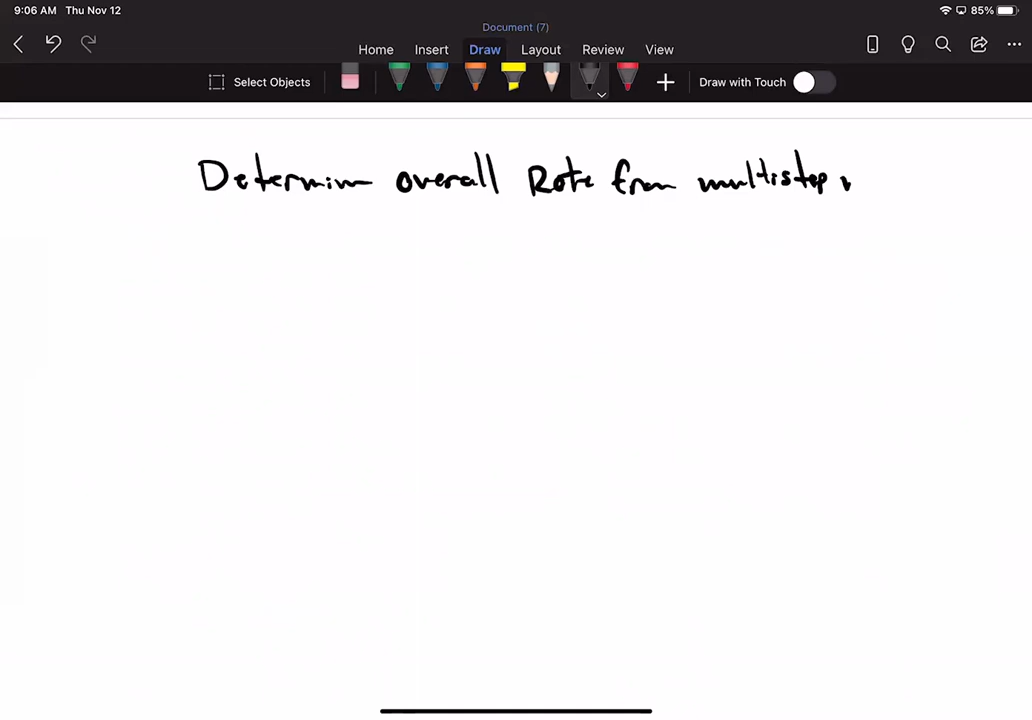 9:06 AM Thu Nov 12 85%
Document (7)
Home Insert Draw Layout Review View
Select Objects Draw with Touch
Determine overall Rate from multistep